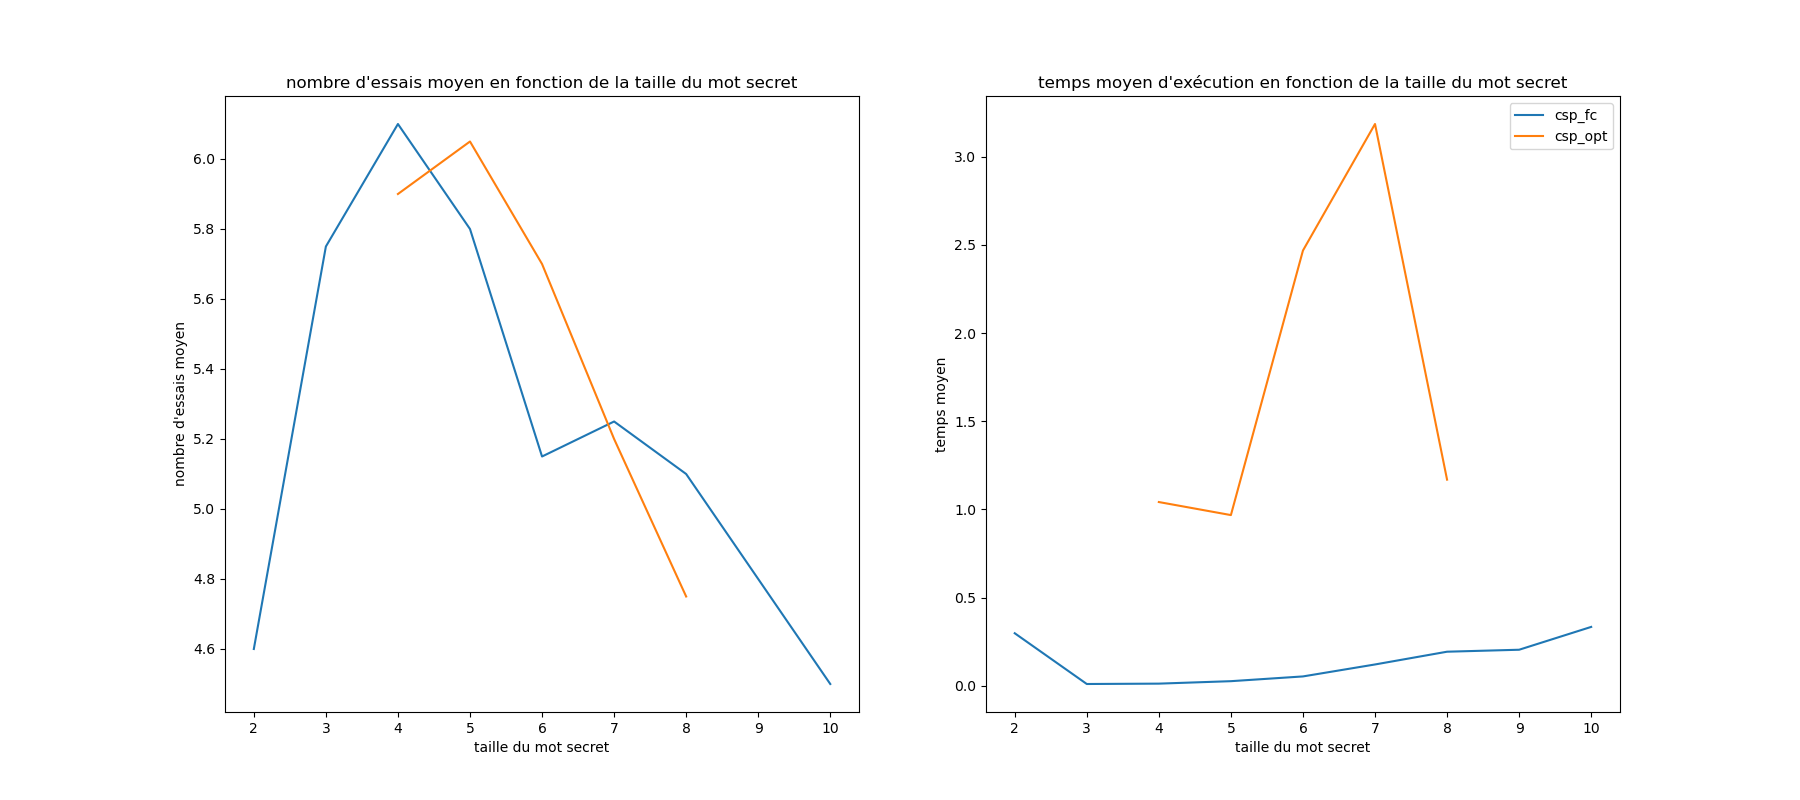 nombre d'essais moyen en fonction de la taille du mot secret
nombre d'essais moyen
6.0
5.8
5.6
5.4
5.2
5.0
4.8
4.6
2 3 4 5 6 7 8 9 10
taille du mot secret
temps moyen d'exécution en fonction de la taille du mot secret
csp_fc
csp_opt
temps moyen
3.0
2.5
2.0
1.5
1.0
0.5
0.0
2 3 4 5 6 7 8 9 10
taille du mot secret